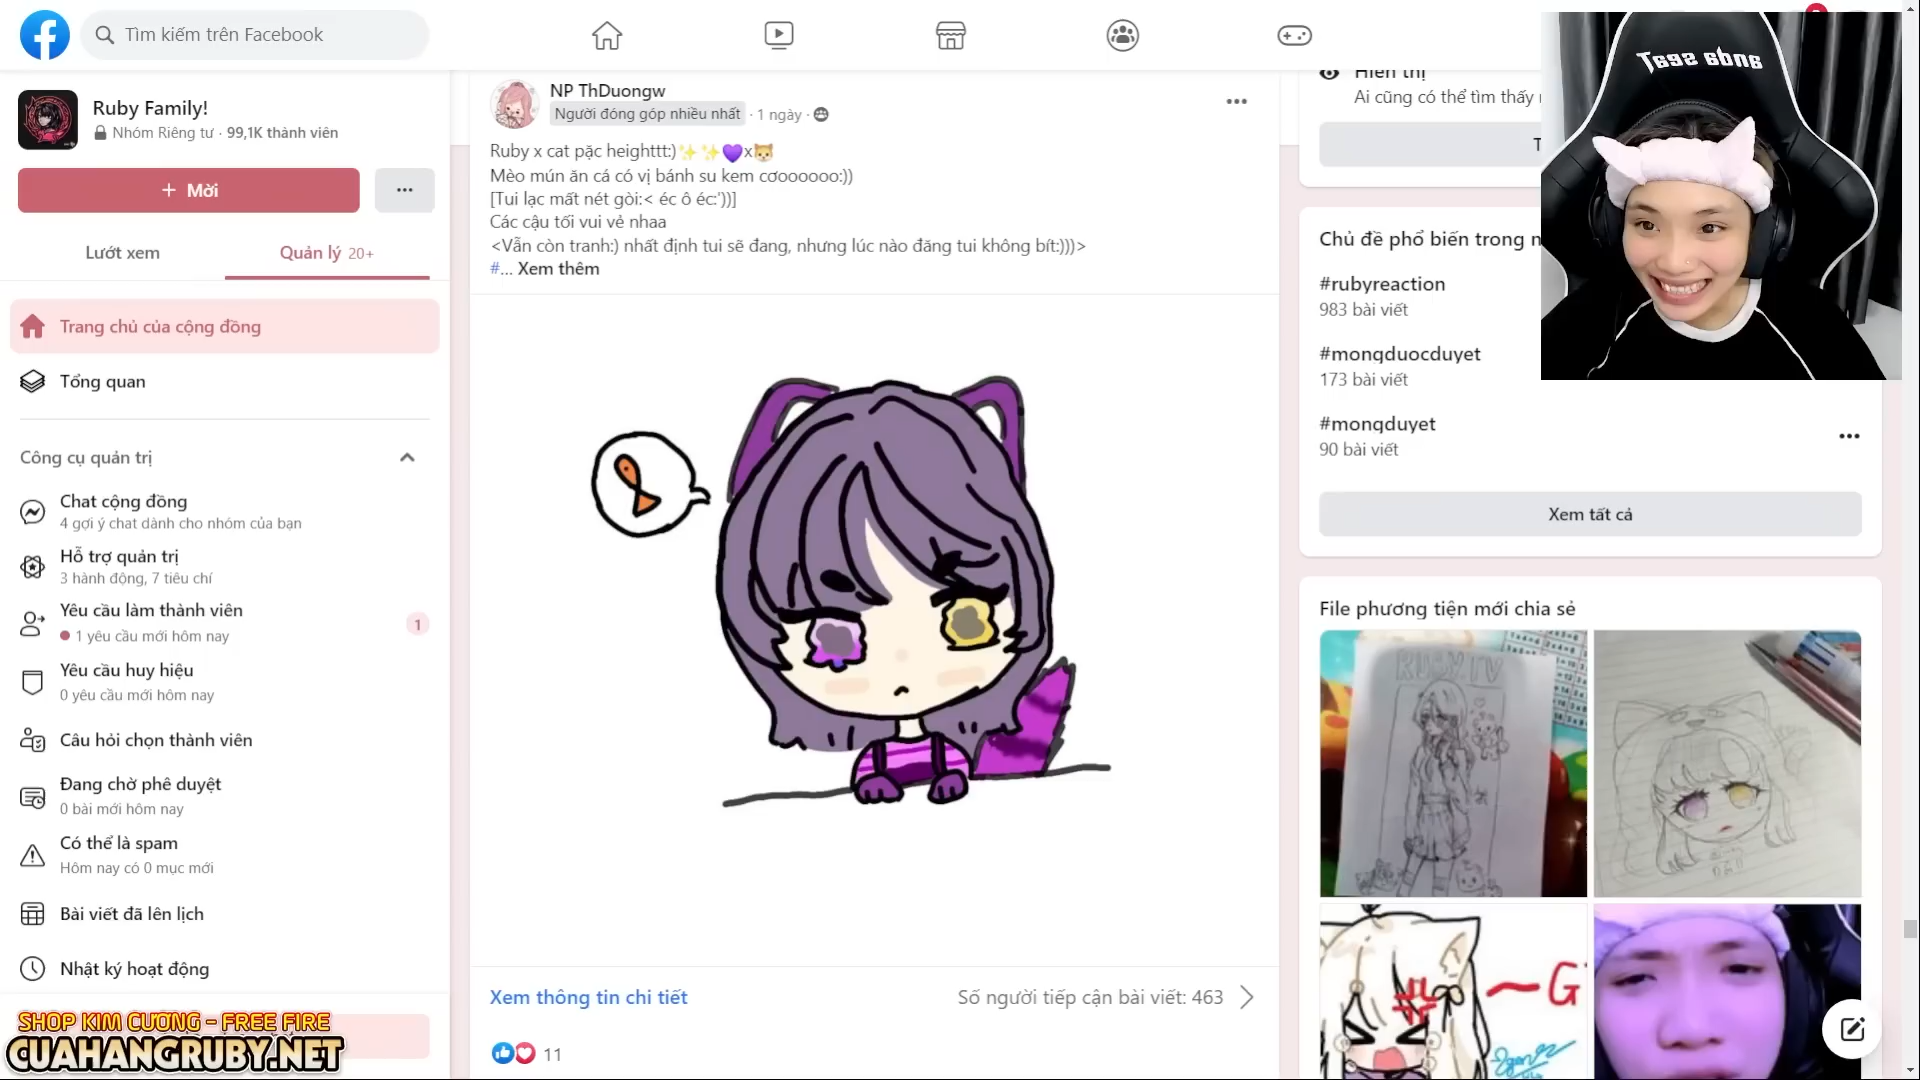 Tìm kiếm trên Facebook
Ruby Family!
Nhóm Riêng tư · 99,1K thành viên
+ Mời
Lướt xem
Quản lý 20+
Trang chủ của cộng đồng
Tổng quan
Công cụ quản trị
Chat cộng đồng
4 gợi ý chat dành cho nhóm của bạn
Hỗ trợ quản trị
3 hành động, 7 tiêu chí
Yêu cầu làm thành viên
1 yêu cầu mới hôm nay
1
Yêu cầu huy hiệu
0 yêu cầu mới hôm nay
Câu hỏi chọn thành viên
Đang chờ phê duyệt
0 bài mới hôm nay
Có thể là spam
Hôm nay có 0 mục mới
Bài viết đã lên lịch
Nhật ký hoạt động
SHOP KIM CƯƠNG - FREE FIRE
CUAHANGRUBY.NET
NP ThDuongw
Người đóng góp nhiều nhất · 1 ngày ·
Ruby x cat pặc heighttt:)✨✨💜x🐱
Mèo mún ăn cá có vị bánh su kem cơoooooo:))
[Tui lạc mất nét gòi:< éc ô éc:'))]
Các cậu tối vui vẻ nhaa
<Vẫn còn tranh:) nhất định tui sẽ đang, nhưng lúc nào đăng tui không bít:)))>
#... Xem thêm
Xem thông tin chi tiết
Số người tiếp cận bài viết: 463
11
Hiển thị
Ai cũng có thể tìm thấy
Chủ đề phổ biến trong
#rubyreaction
983 bài viết
#mongduocduyet
173 bài viết
#mongduyet
90 bài viết
Xem tất cả
File phương tiện mới chia sẻ
RUBY.TV
~G